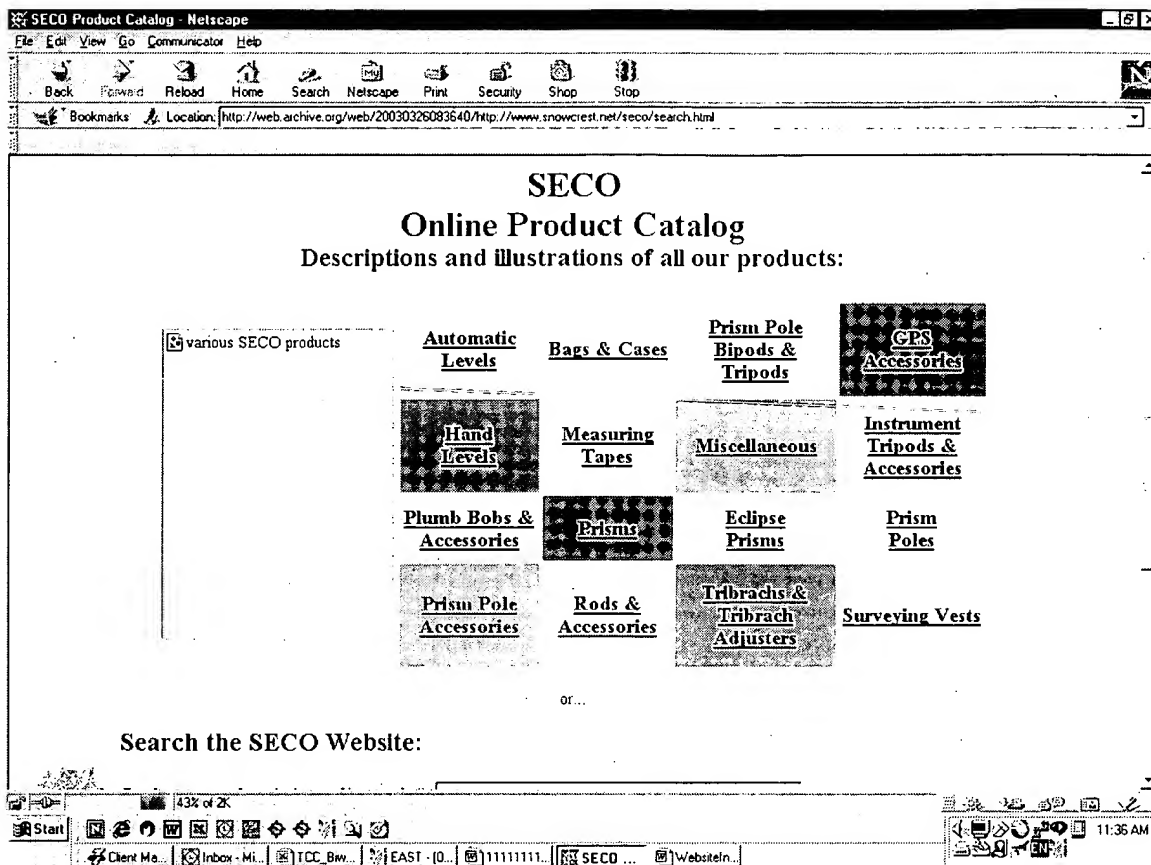 SECO Product Catalog - Netscape
File Edit View Go Communicator Help
Back Forward Reload Home Search Netscape Print Security Shop Stop
Bookmarks Location: http://web.archive.org/web/20030326083640/http://www.snowcrest.net/seco/search.html
SECO
Online Product Catalog
Descriptions and illustrations of all our products:
various SECO products
Automatic
Levels
Bags & Cases
Prism Pole
Bipods &
Tripods
GPS
Accessories
Hand
Levels
Measuring
Tapes
Miscellaneous
Instrument
Tripods &
Accessories
Plumb Bobs &
Accessories
Prisms
Eclipse
Prisms
Prism
Poles
Prism Pole
Accessories
Rods &
Accessories
Tribrachs &
Tribrach
Adjusters
Surveying Vests
or...
Search the SECO Website:
43% of 2K
Start
EN
11:36 AM
Client Ma... Inbox - Mi... TCC_Biw... EAST - [0... 11111111... SECO ... WebsiteIn...